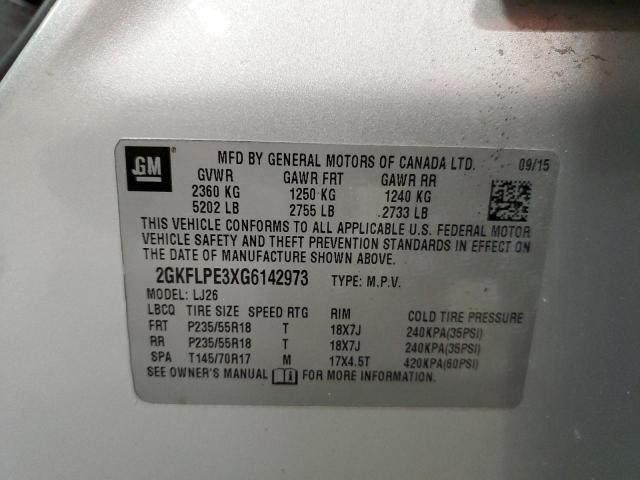 GM
MFD BY GENERAL MOTORS OF CANADA LTD. 09/15
GVWR GAWR FRT GAWR RR
2360 KG 1250 KG 1240 KG
5202 LB 2755 LB 2733 LB
THIS VEHICLE CONFORMS TO ALL APPLICABLE U.S. FEDERAL MOTOR
VEHICLE SAFETY AND THEFT PREVENTION STANDARDS IN EFFECT ON
THE DATE OF MANUFACTURE SHOWN ABOVE.
2GKFLPE3XG6142973 TYPE: M.P.V.
MODEL: LJ26
LBCQ TIRE SIZE SPEED RTG RIM COLD TIRE PRESSURE
FRT P235/55R18 T 18X7J 240KPA(35PSI)
RR P235/55R18 T 18X7J 240KPA(35PSI)
SPA T145/70R17 M 17X4.5T 420KPA(60PSI)
SEE OWNER'S MANUAL FOR MORE INFORMATION.